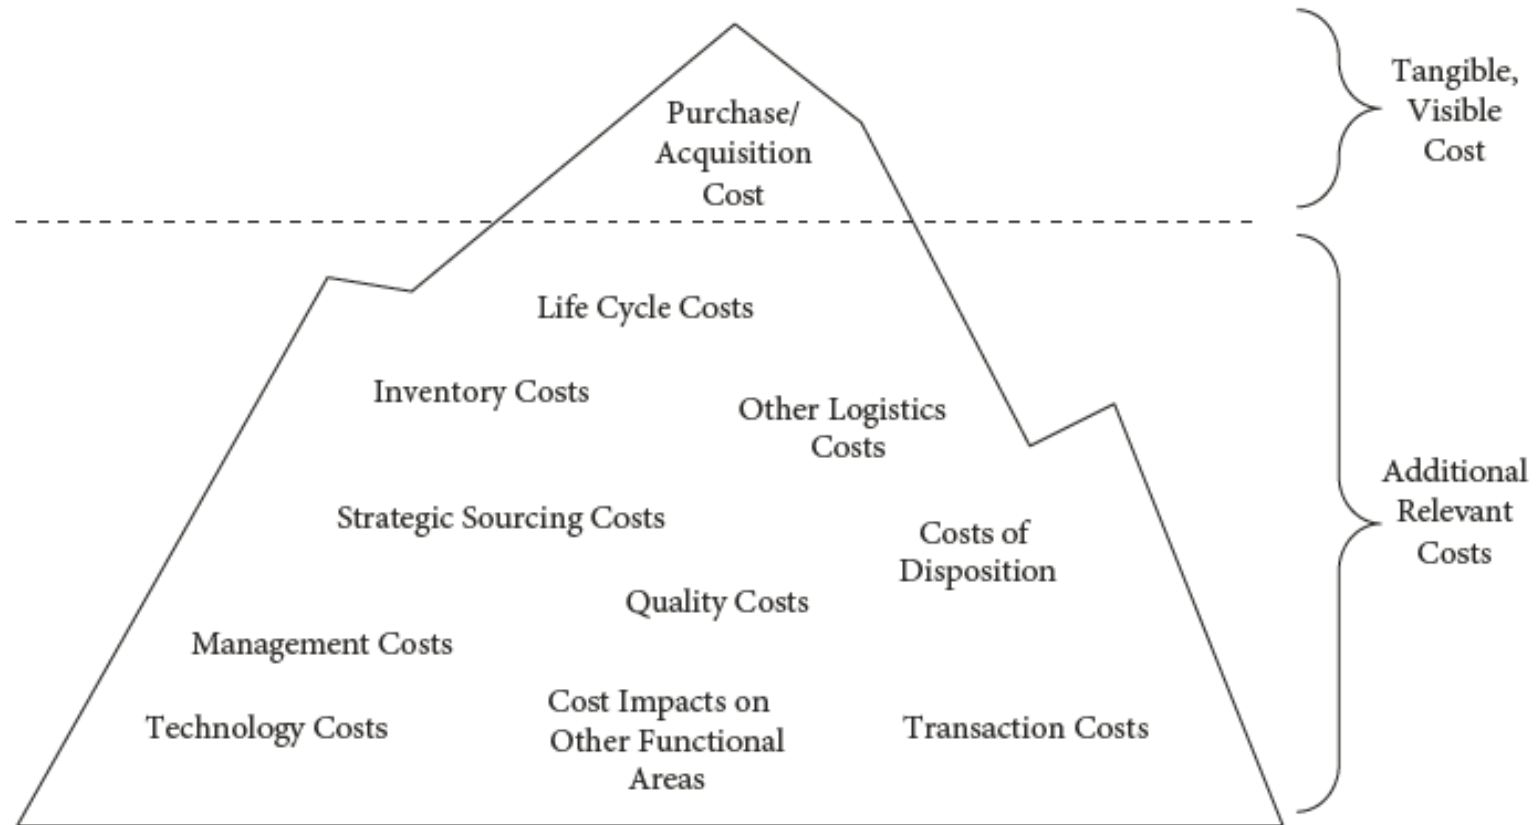 Purchase/
Acquisition
Cost
Tangible,
Visible
Cost
Life Cycle Costs
Inventory Costs
Other Logistics
Costs
Strategic Sourcing Costs
Costs of
Disposition
Quality Costs
Management Costs
Technology Costs
Cost Impacts on
Other Functional
Areas
Transaction Costs
Additional
Relevant
Costs